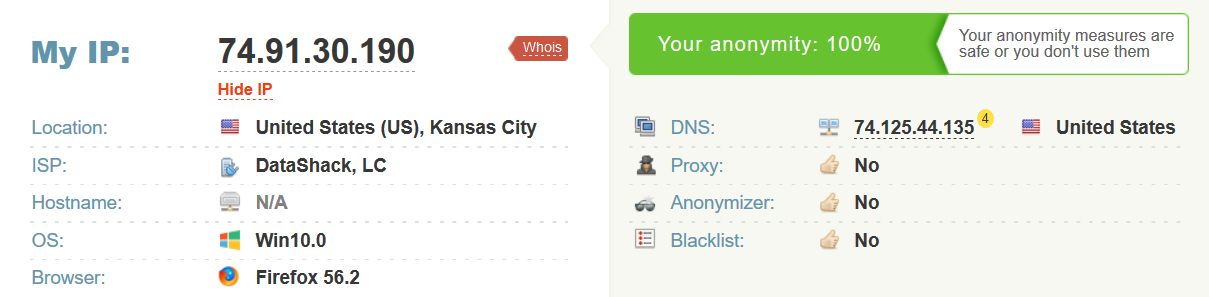 My IP: 74.91.30.190 Whois
Hide IP
Location: United States (US), Kansas City
ISP: DataShack, LC
Hostname: N/A
OS: Win10.0
Browser: Firefox 56.2
Your anonymity: 100%
Your anonymity measures are
safe or you don't use them
DNS: 74.125.44.135 4 United States
Proxy: No
Anonymizer: No
Blacklist: No